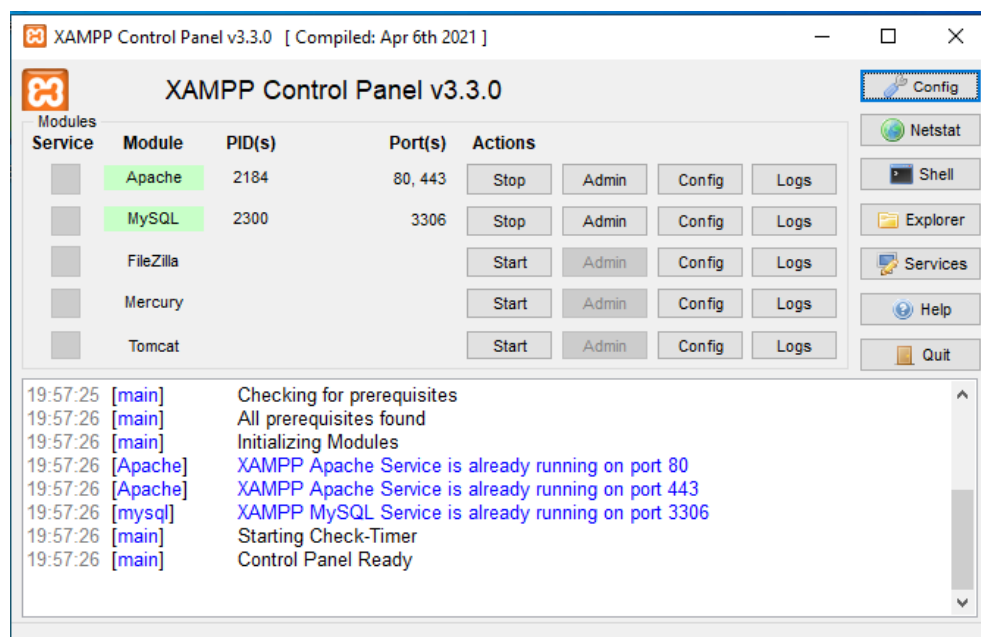 XAMPP Control Panel v3.3.0 [ Compiled: Apr 6th 2021 ]
XAMPP Control Panel v3.3.0
Config
Modules
Service Module PID(s) Port(s) Actions
Netstat
Apache 2184 80, 443 Stop Admin Config Logs
Shell
MySQL 2300 3306 Stop Admin Config Logs
Explorer
FileZilla Start Admin Config Logs
Services
Mercury Start Admin Config Logs
Help
Tomcat Start Admin Config Logs
Quit
19:57:25 [main] Checking for prerequisites
19:57:26 [main] All prerequisites found
19:57:26 [main] Initializing Modules
19:57:26 [Apache] XAMPP Apache Service is already running on port 80
19:57:26 [Apache] XAMPP Apache Service is already running on port 443
19:57:26 [mysql] XAMPP MySQL Service is already running on port 3306
19:57:26 [main] Starting Check-Timer
19:57:26 [main] Control Panel Ready